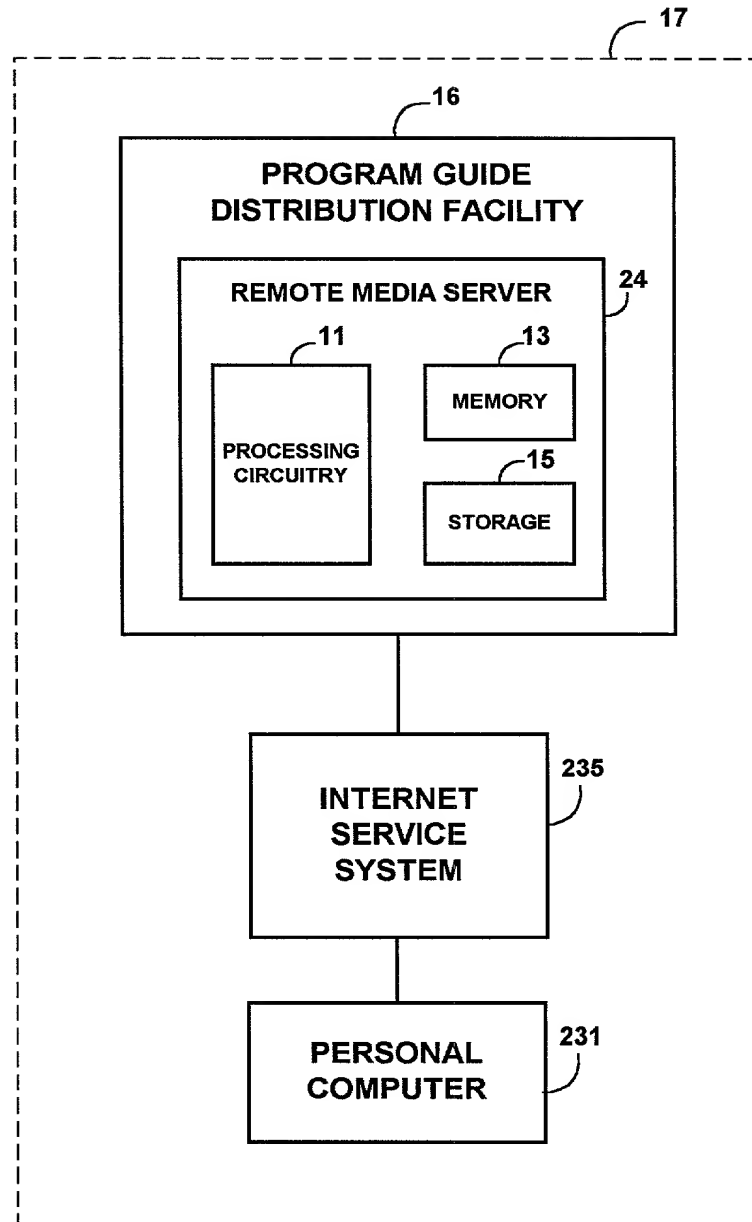 17
16
PROGRAM GUIDE
DISTRIBUTION FACILITY
24
REMOTE MEDIA SERVER
11
13
PROCESSING
CIRCUITRY
MEMORY
15
STORAGE
235
INTERNET
SERVICE
SYSTEM
231
PERSONAL
COMPUTER